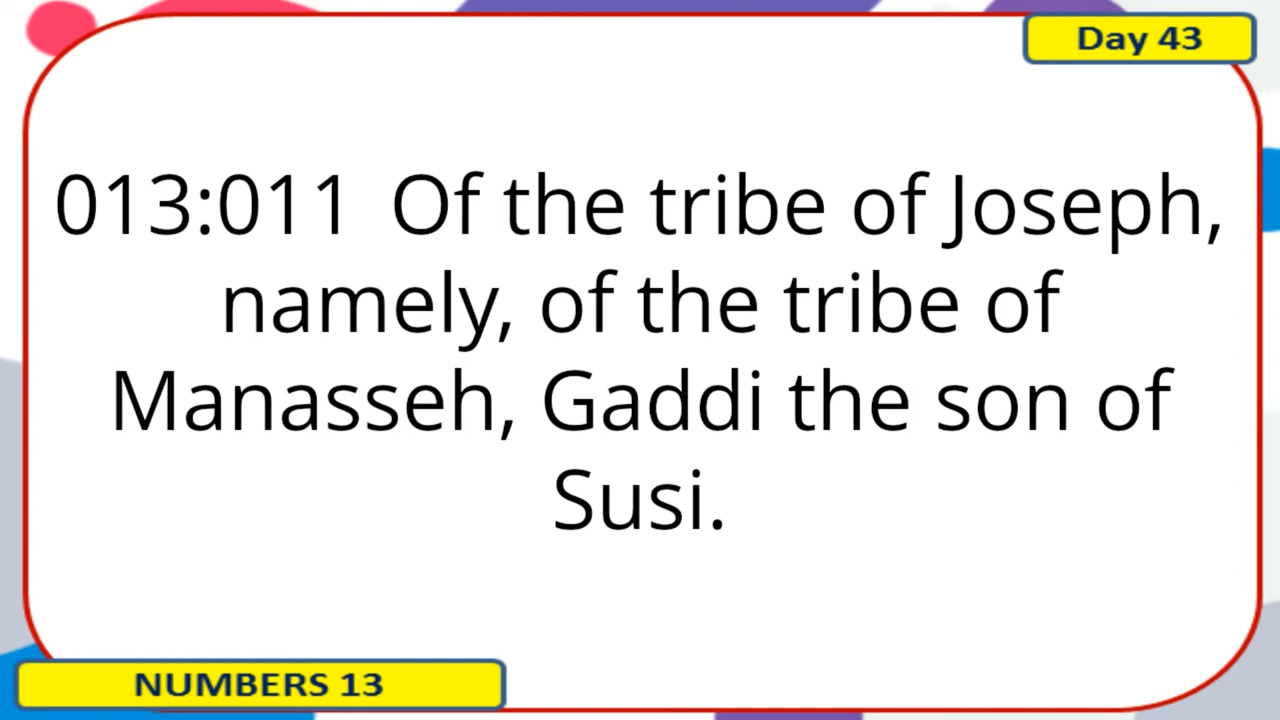 Day 43
013:011 Of the tribe of Joseph,
namely, of the tribe of
Manasseh, Gaddi the son of
Susi.
NUMBERS 13